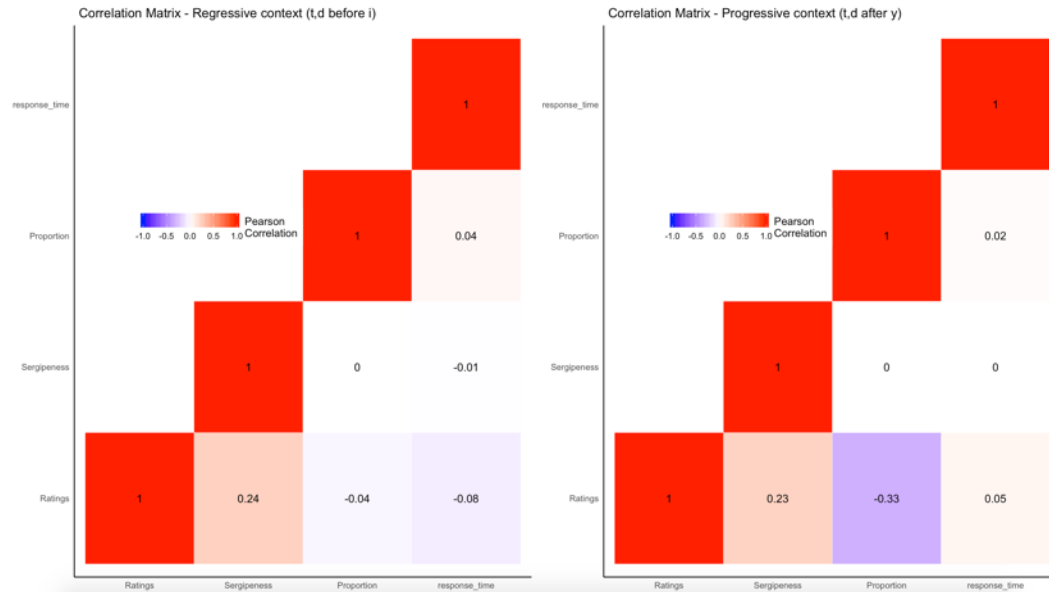 Correlation Matrix - Regressive context (t,d before i)
response_time
1
Proportion
-1.0 -0.5 0.0 0.5 1.0
Pearson
Correlation
1
0.04
Sergipeness
1
0
-0.01
Ratings
1
0.24
-0.04
-0.08
Ratings
Sergipeness
Proportion
response_time
Correlation Matrix - Progressive context (t,d after y)
response_time
1
Proportion
-1.0 -0.5 0.0 0.5 1.0
Pearson
Correlation
1
0.02
Sergipeness
1
0
0
Ratings
1
0.23
-0.33
0.05
Ratings
Sergipeness
Proportion
response_time